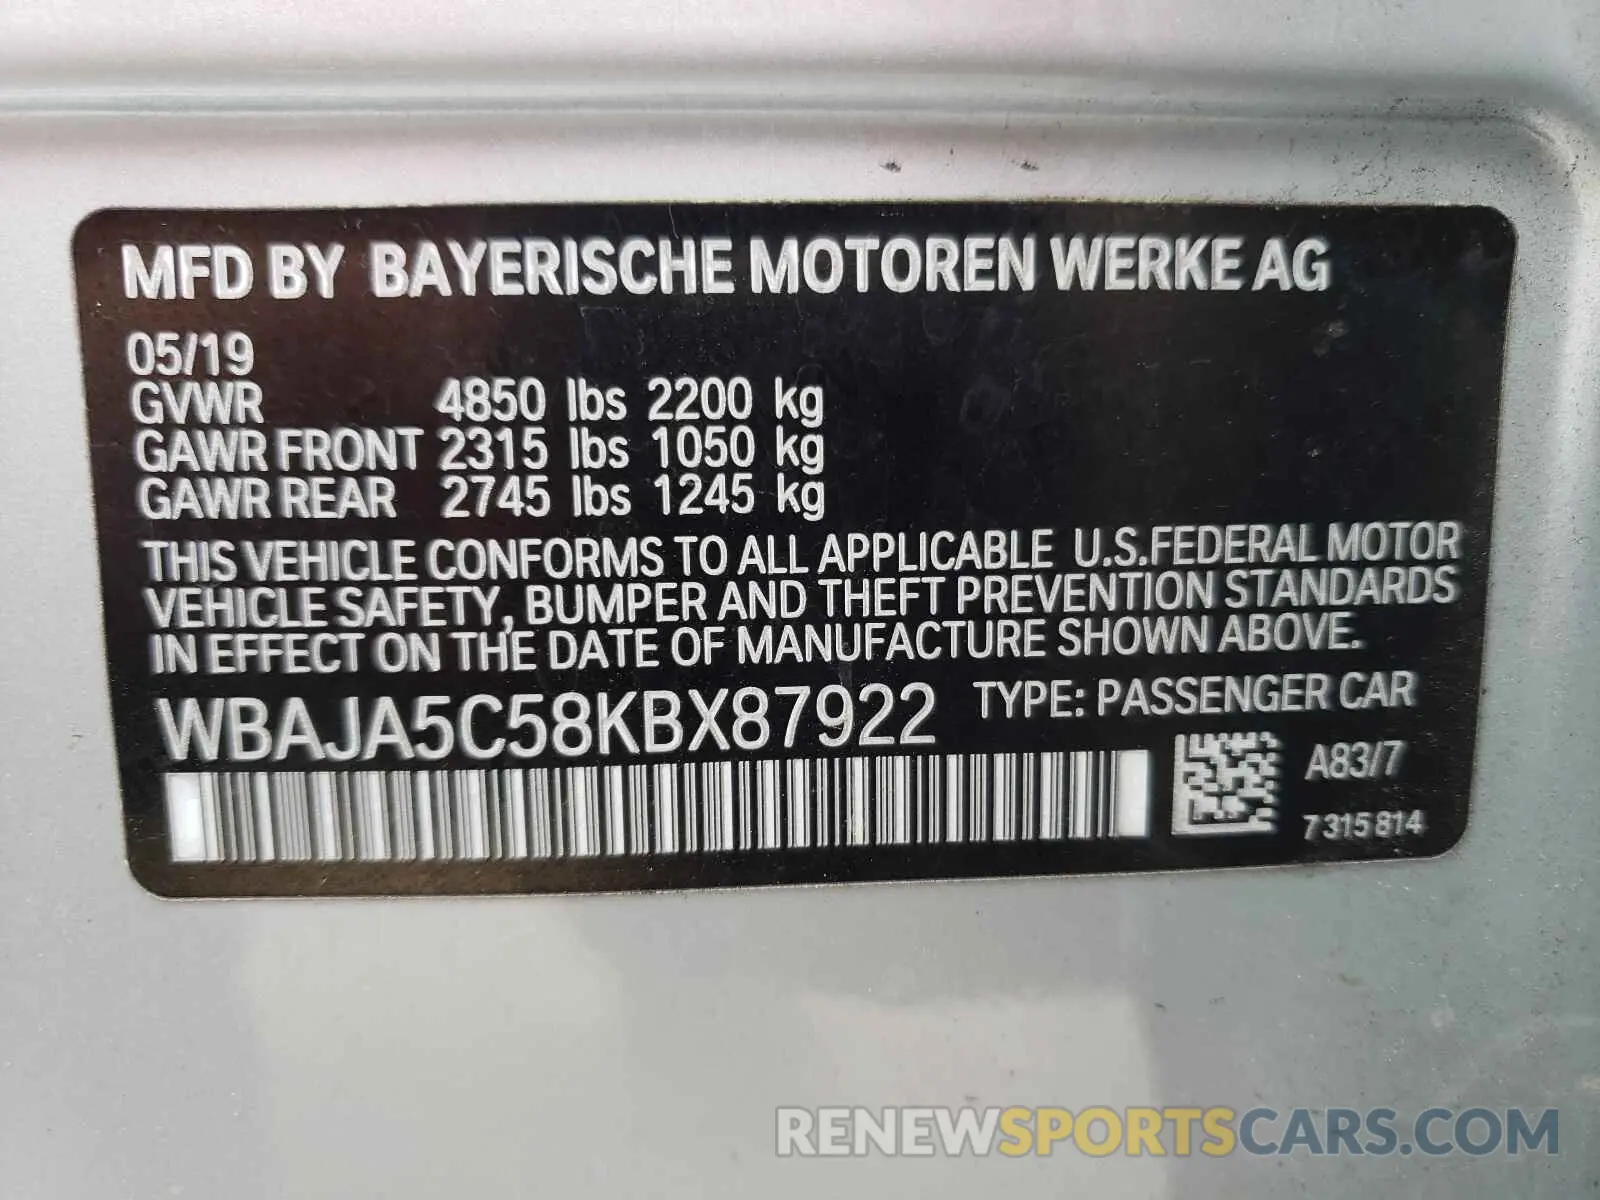 MFD BY BAYERISCHE MOTOREN WERKE AG
05/19
GVWR 4850 lbs 2200 kg
GAWR FRONT 2315 lbs 1050 kg
GAWR REAR 2745 lbs 1245 kg
THIS VEHICLE CONFORMS TO ALL APPLICABLE U.S.FEDERAL MOTOR
VEHICLE SAFETY, BUMPER AND THEFT PREVENTION STANDARDS
IN EFFECT ON THE DATE OF MANUFACTURE SHOWN ABOVE.
WBAJA5C58KBX87922 TYPE: PASSENGER CAR
A83/7
7 315 814
RENEWSPORTSCARS.COM